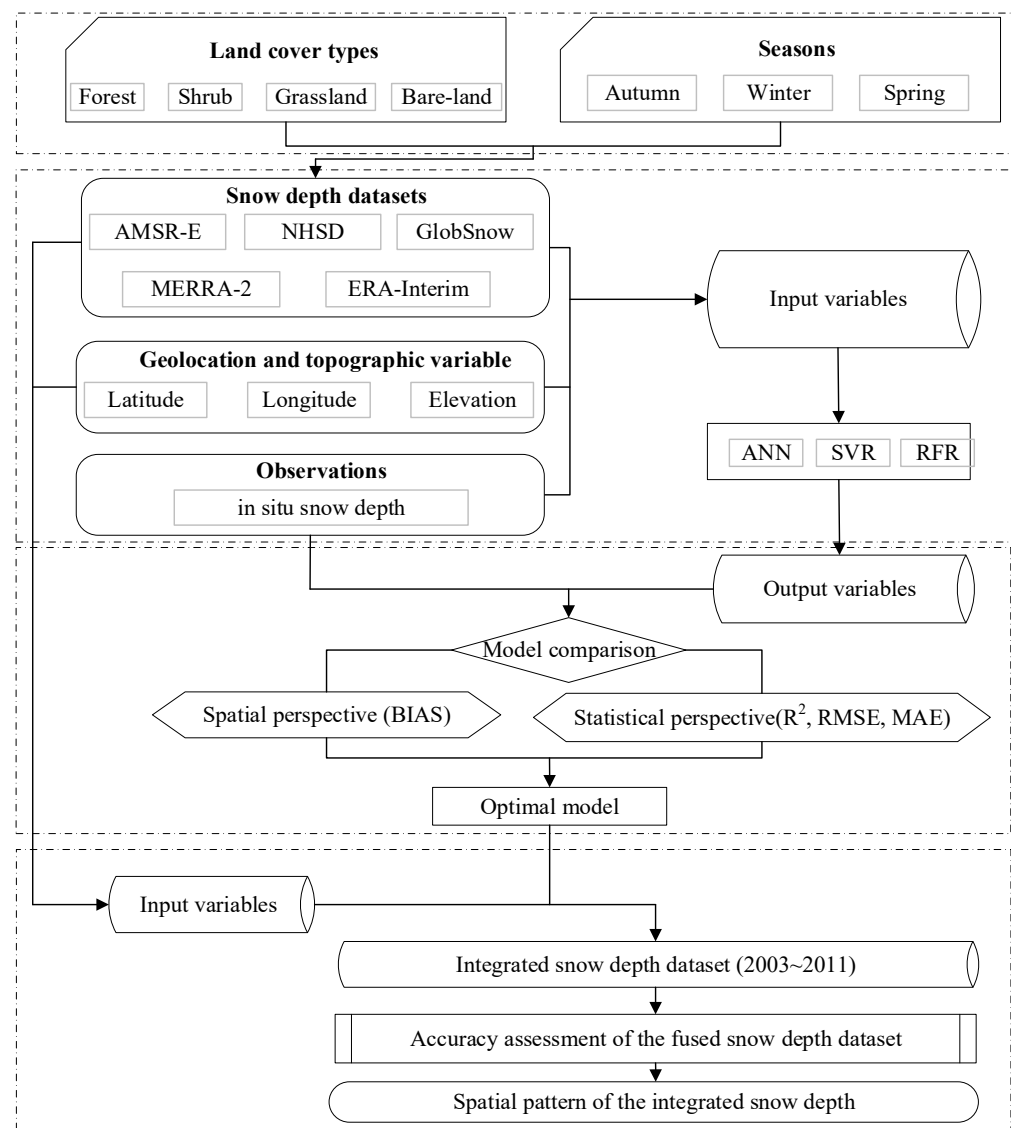 Land cover types
Forest Shrub Grassland Bare-land
Seasons
Autumn Winter Spring
Snow depth datasets
AMSR-E NHSD GlobSnow
MERRA-2 ERA-Interim
Geolocation and topographic variable
Latitude Longitude Elevation
Observations
in situ snow depth
Input variables
ANN SVR RFR
Output variables
Model comparison
Spatial perspective (BIAS)
Statistical perspective(R², RMSE, MAE)
Optimal model
Input variables
Integrated snow depth dataset (2003~2011)
Accuracy assessment of the fused snow depth dataset
Spatial pattern of the integrated snow depth